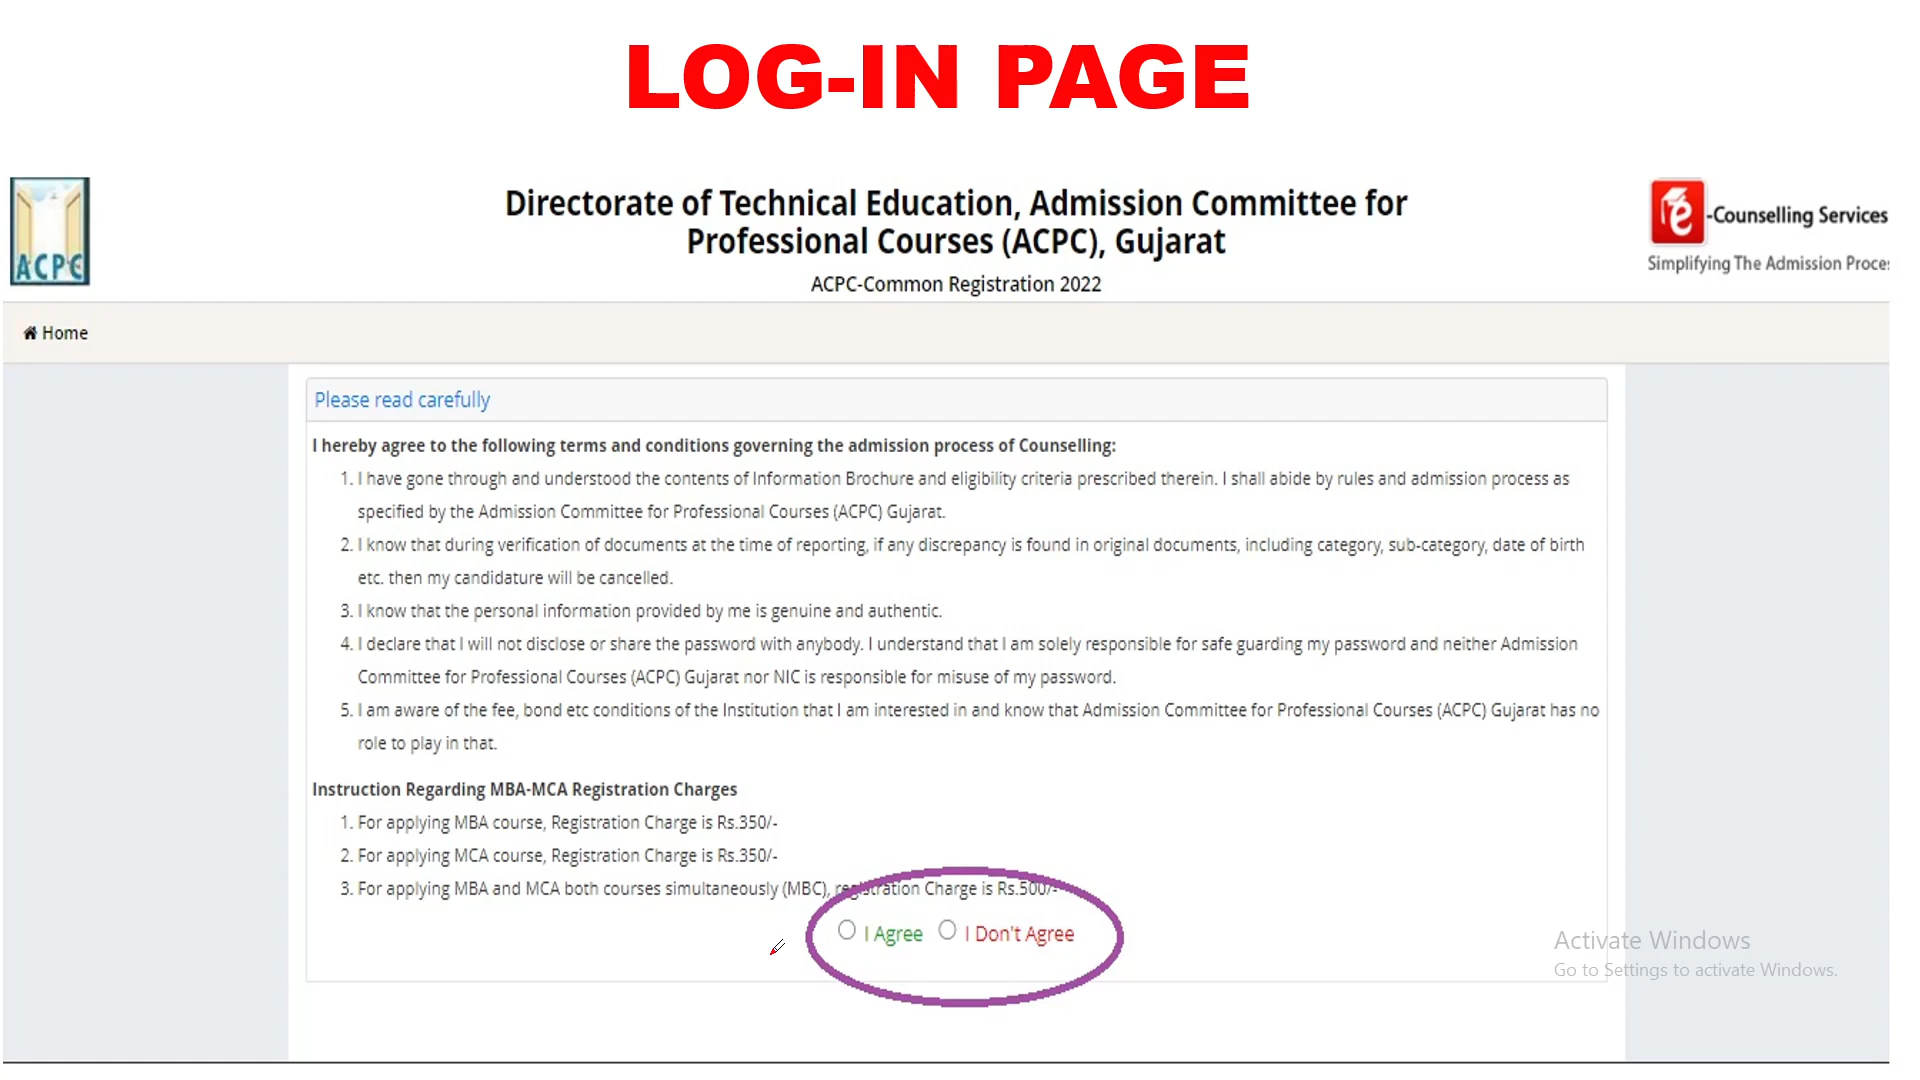 LOG-IN PAGE
ACPC
Directorate of Technical Education, Admission Committee for
Professional Courses (ACPC), Gujarat
ACPC-Common Registration 2022
e-Counselling Services
Simplifying The Admission Proces
Home
Please read carefully
I hereby agree to the following terms and conditions governing the admission process of Counselling:
1. I have gone through and understood the contents of Information Brochure and eligibility criteria prescribed therein. I shall abide by rules and admission process as
specified by the Admission Committee for Professional Courses (ACPC) Gujarat.
2. I know that during verification of documents at the time of reporting, if any discrepancy is found in original documents, including category, sub-category, date of birth
etc. then my candidature will be cancelled.
3. I know that the personal information provided by me is genuine and authentic.
4. I declare that I will not disclose or share the password with anybody. I understand that I am solely responsible for safe guarding my password and neither Admission
Committee for Professional Courses (ACPC) Gujarat nor NIC is responsible for misuse of my password.
5. I am aware of the fee, bond etc conditions of the Institution that I am interested in and know that Admission Committee for Professional Courses (ACPC) Gujarat has no
role to play in that.
Instruction Regarding MBA-MCA Registration Charges
1. For applying MBA course, Registration Charge is Rs.350/-
2. For applying MCA course, Registration Charge is Rs.350/-
3. For applying MBA and MCA both courses simultaneously (MBC), registration Charge is Rs.500/-
I Agree I Don't Agree
Activate Windows
Go to Settings to activate Windows.